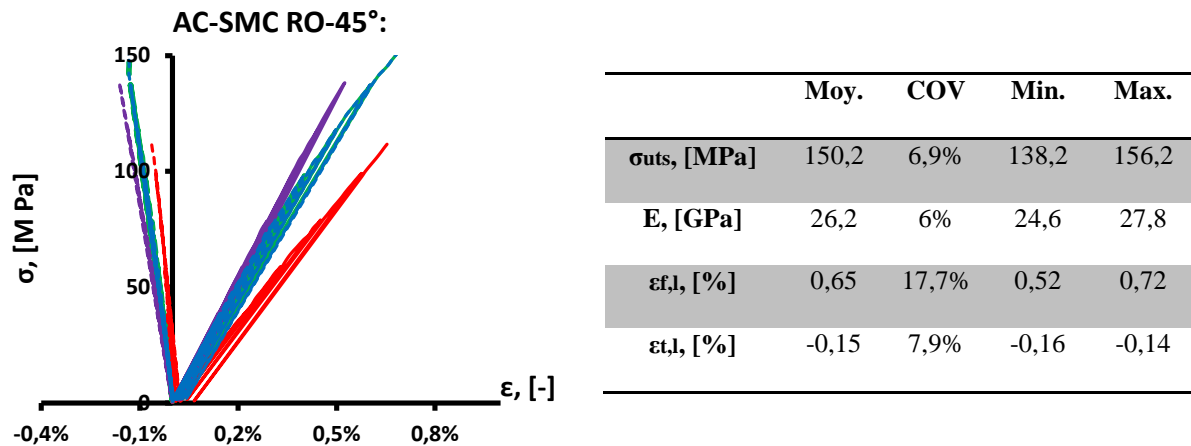 AC-SMC RO-45°:
150
100
50
0
σ, [M Pa]
ε, [-]
-0,4% -0,1% 0,2% 0,5% 0,8%
Moy. COV Min. Max.
σuts, [MPa] 150,2 6,9% 138,2 156,2
E, [GPa] 26,2 6% 24,6 27,8
εf,l, [%] 0,65 17,7% 0,52 0,72
εt,l, [%] -0,15 7,9% -0,16 -0,14